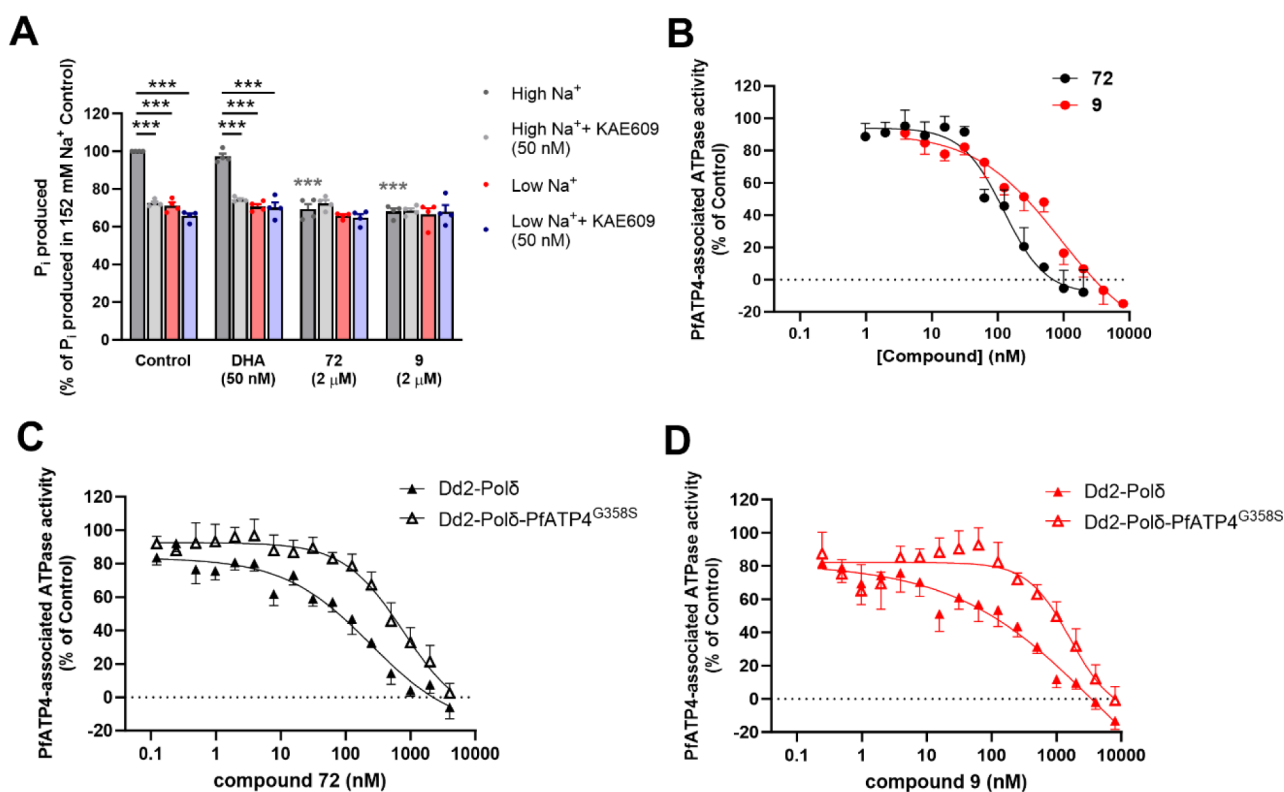 A
Pi produced
(% of Pi produced in 152 mM Na+ Control)
120
100
80
60
40
20
0
***
***
***
***
***
***
***
***
Control
DHA
(50 nM)
72
(2 μM)
9
(2 μM)
High Na+
High Na++ KAE609
(50 nM)
Low Na+
Low Na++ KAE609
(50 nM)
B
PfATP4-associated ATPase activity
(% of Control)
120
100
80
60
40
20
0
-20
0.1
1
10
100
1000
10000
[Compound] (nM)
72
9
C
PfATP4-associated ATPase activity
(% of Control)
120
100
80
60
40
20
0
-20
0.1
1
10
100
1000
10000
compound 72 (nM)
Dd2-Polδ
Dd2-Polδ-PfATP4G358S
D
PfATP4-associated ATPase activity
(% of Control)
120
100
80
60
40
20
0
-20
0.1
1
10
100
1000
10000
compound 9 (nM)
Dd2-Polδ
Dd2-Polδ-PfATP4G358S